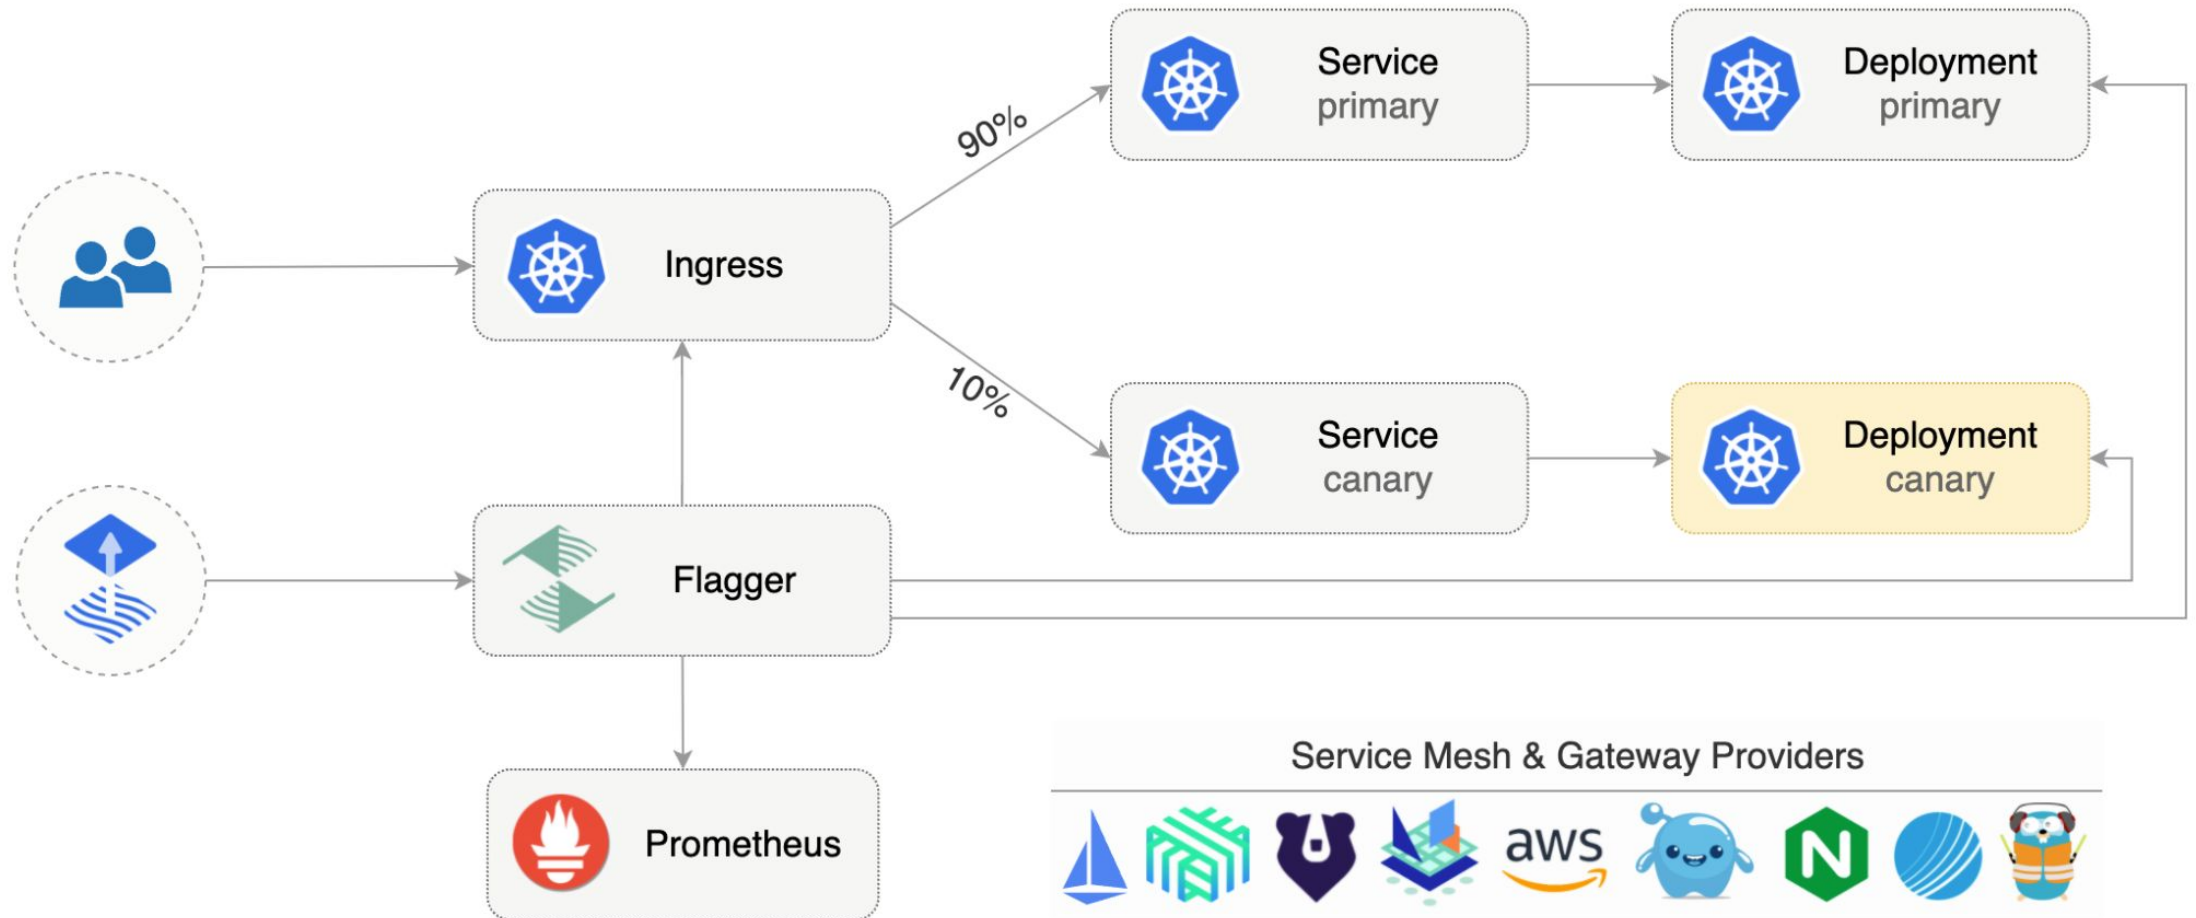 Service
primary
Deployment
primary
90%
Ingress
10%
Service
canary
Deployment
canary
Flagger
Prometheus
Service Mesh & Gateway Providers
aws
N